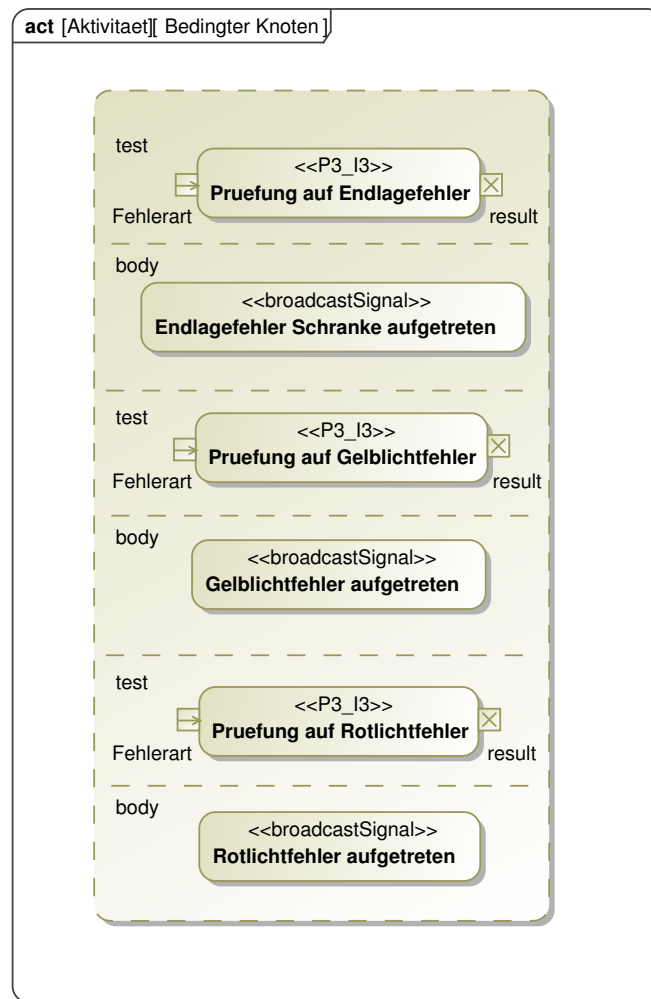 act [Aktivitaet][ Bedingter Knoten ]
test
<<P3_I3>>
Pruefung auf Endlagefehler
Fehlerart
result
body
<<broadcastSignal>>
Endlagefehler Schranke aufgetreten
test
<<P3_I3>>
Pruefung auf Gelblichtfehler
Fehlerart
result
body
<<broadcastSignal>>
Gelblichtfehler aufgetreten
test
<<P3_I3>>
Pruefung auf Rotlichtfehler
Fehlerart
result
body
<<broadcastSignal>>
Rotlichtfehler aufgetreten